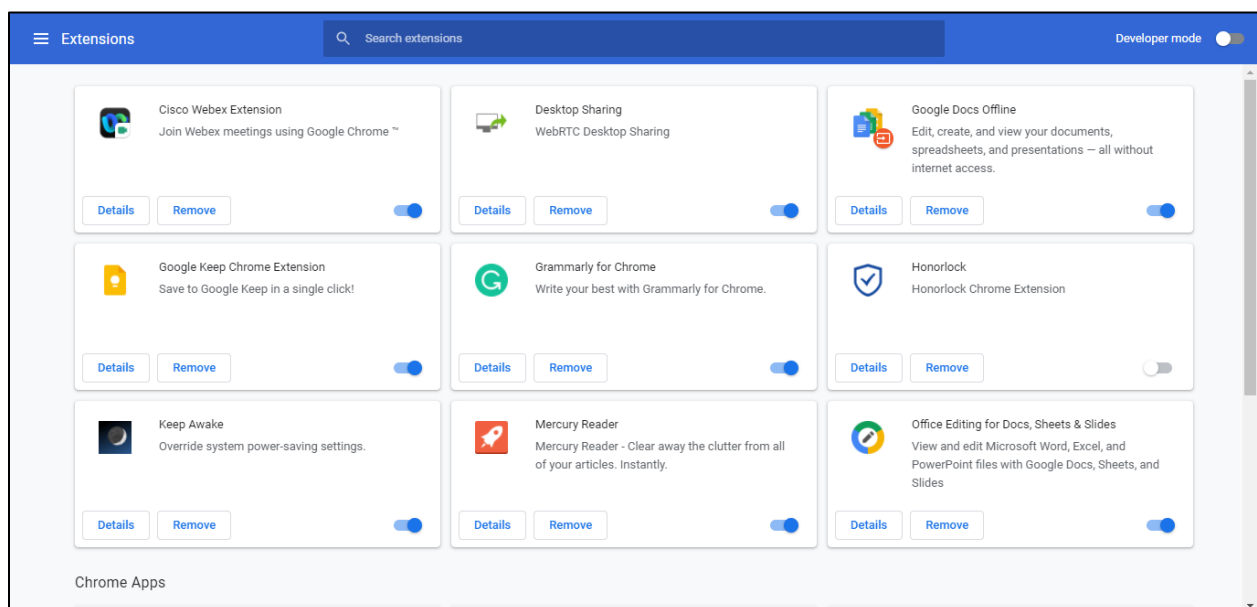 Extensions
Search extensions
Developer mode
Cisco Webex Extension
Join Webex meetings using Google Chrome ™
Details
Remove
Desktop Sharing
WebRTC Desktop Sharing
Details
Remove
Google Docs Offline
Edit, create, and view your documents,
spreadsheets, and presentations — all without
internet access.
Details
Remove
Google Keep Chrome Extension
Save to Google Keep in a single click!
Details
Remove
Grammarly for Chrome
Write your best with Grammarly for Chrome.
Details
Remove
Honorlock
Honorlock Chrome Extension
Details
Remove
Keep Awake
Override system power-saving settings.
Details
Remove
Mercury Reader
Mercury Reader - Clear away the clutter from all
of your articles. Instantly.
Details
Remove
Office Editing for Docs, Sheets & Slides
View and edit Microsoft Word, Excel, and
PowerPoint files with Google Docs, Sheets, and
Slides
Details
Remove
Chrome Apps